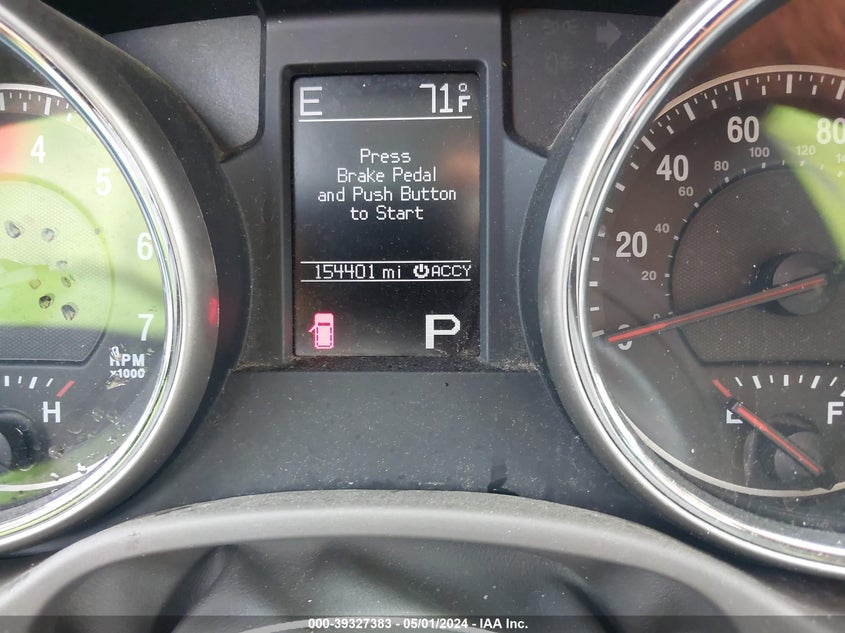 E 71°F
Press
Brake Pedal
and Push Button
to Start
154401 mi ACCY
P
4
5
6
7
RPM
x1000
H
0
20
40
60
80
20
40
60
80
100
120
E F
000-39327383 - 05/01/2024 - IAA Inc.